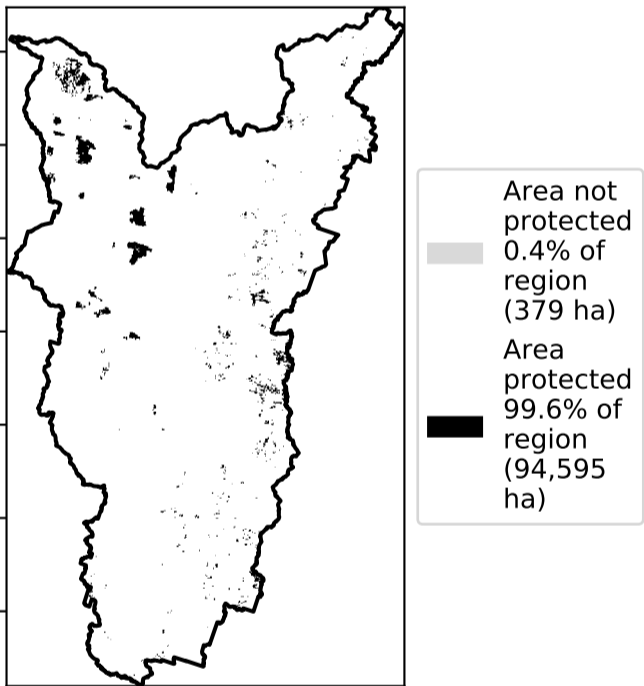 Area not
protected
0.4% of
region
(379 ha)
Area
protected
99.6% of
region
(94,595
ha)